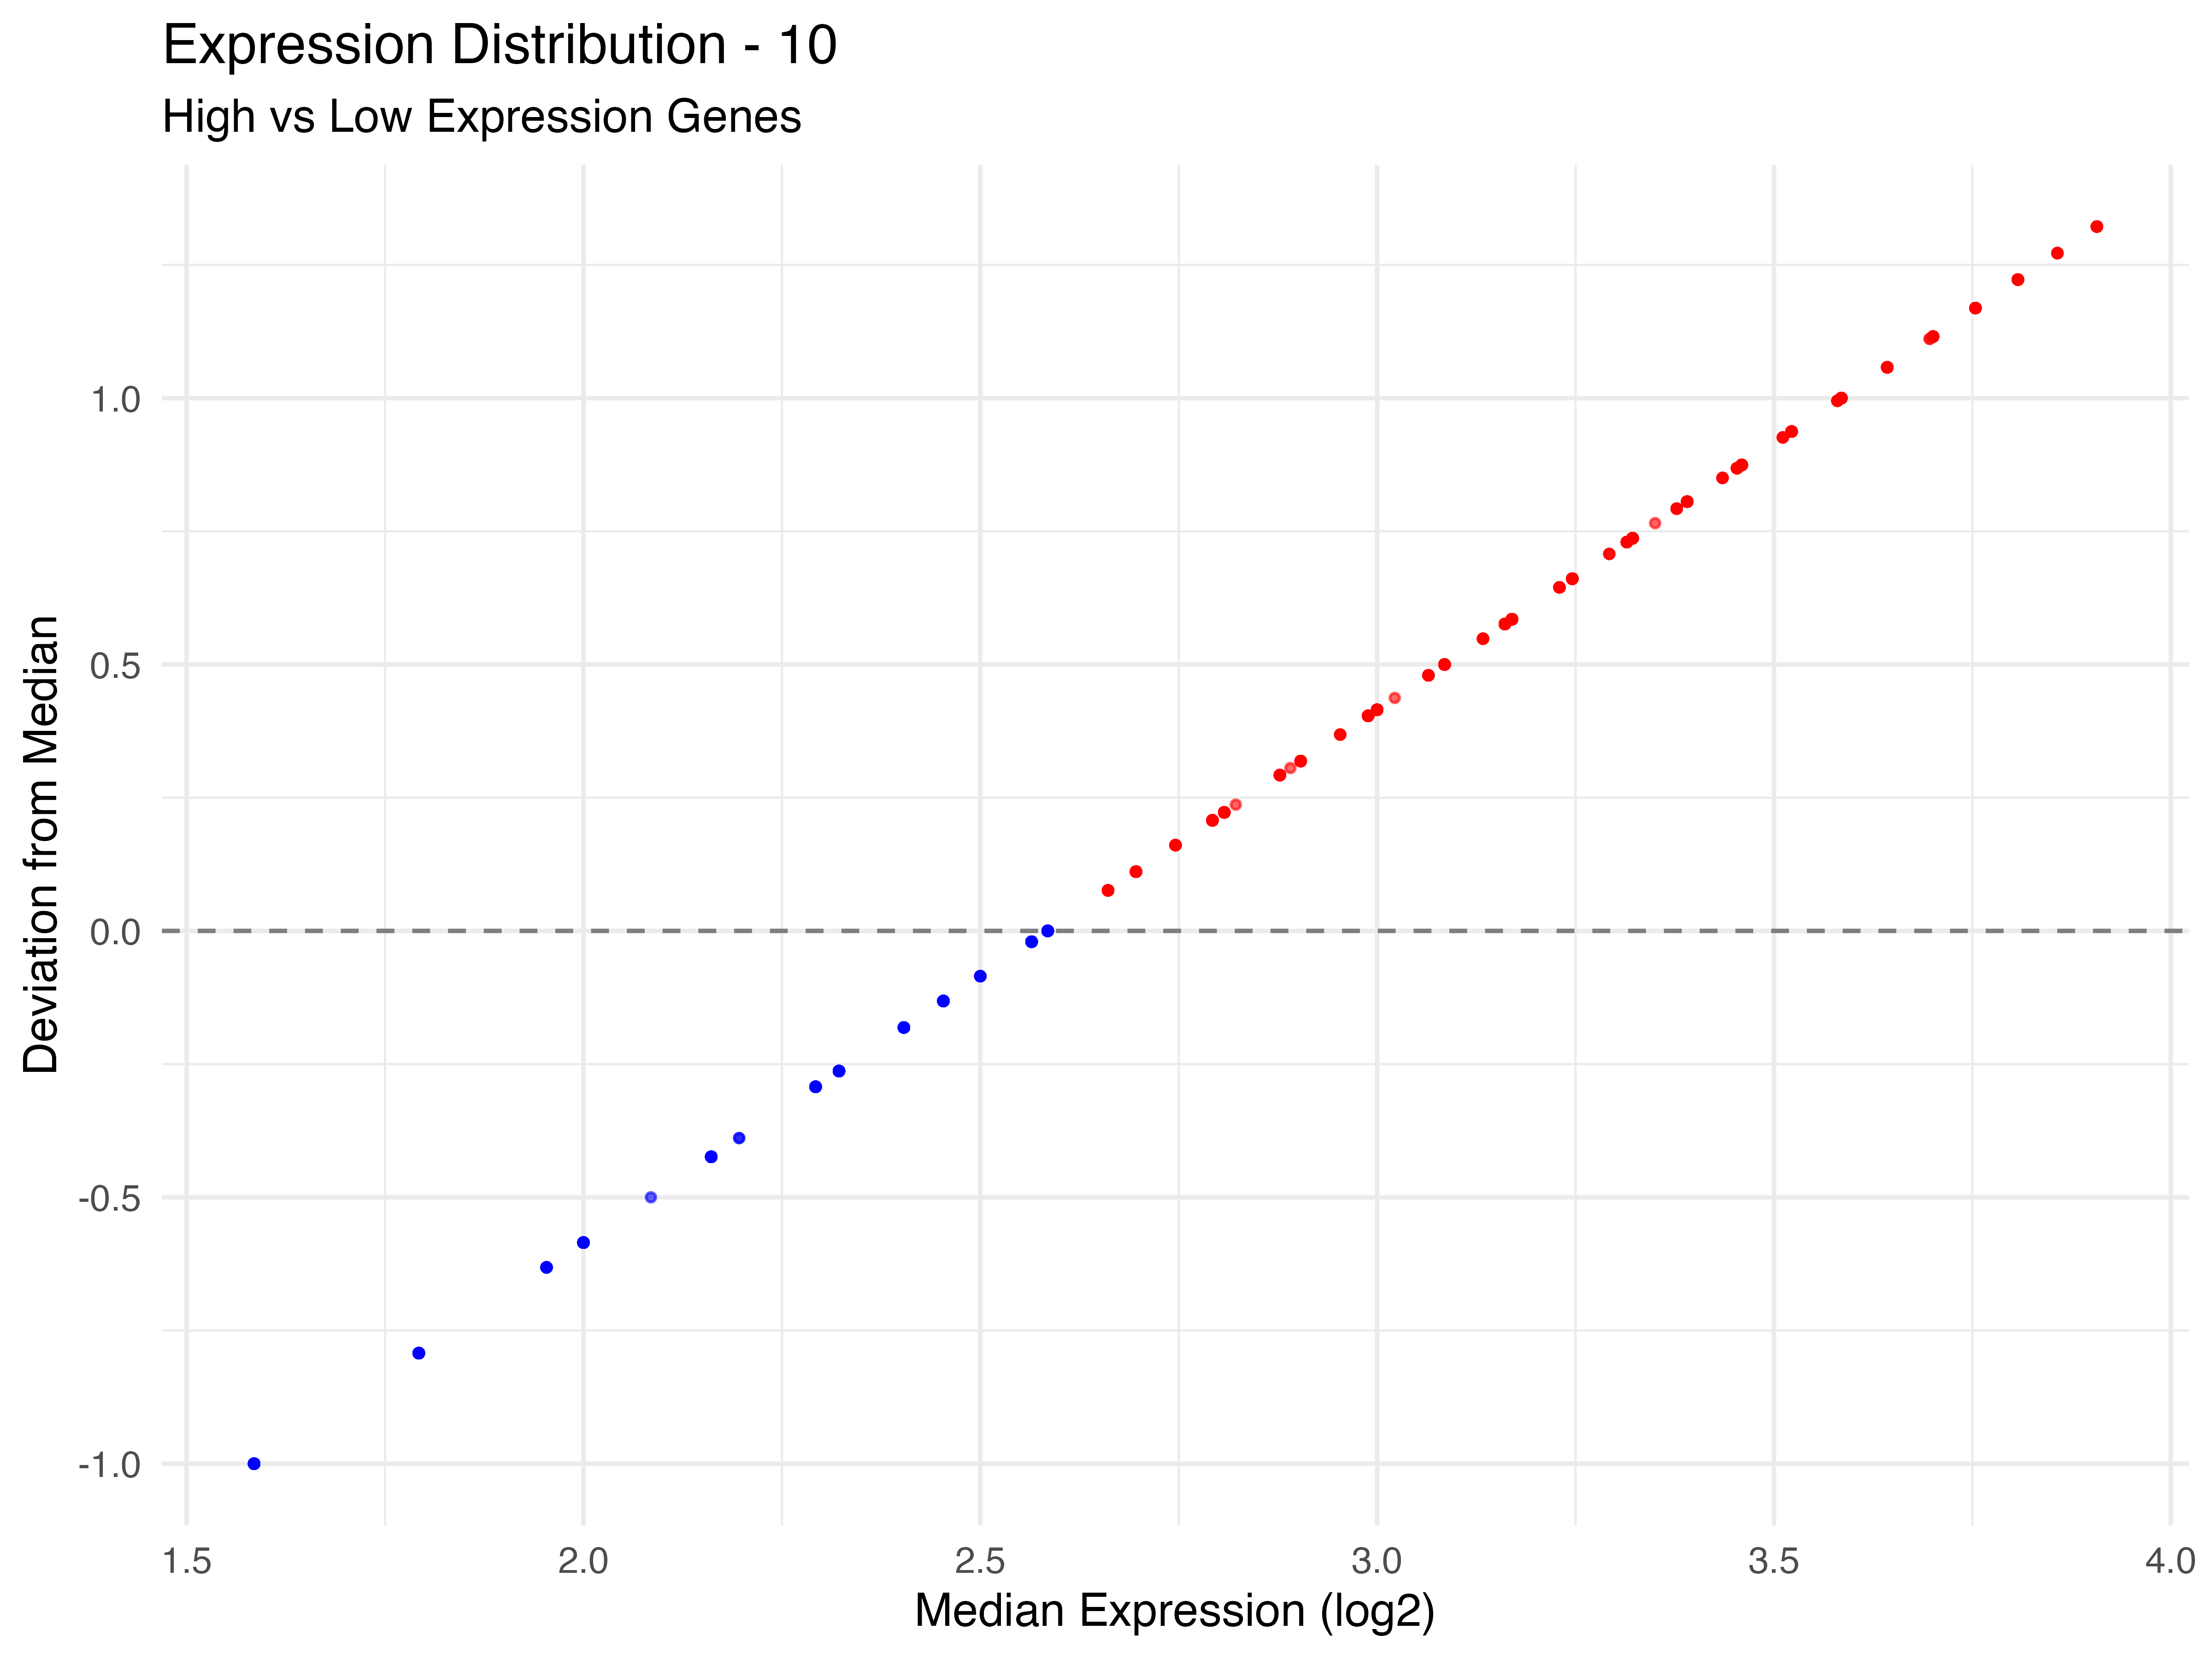 Expression Distribution - 10
High vs Low Expression Genes
Deviation from Median
1.0
0.5
0.0
-0.5
-1.0
1.5 2.0 2.5 3.0 3.5 4.0
Median Expression (log2)